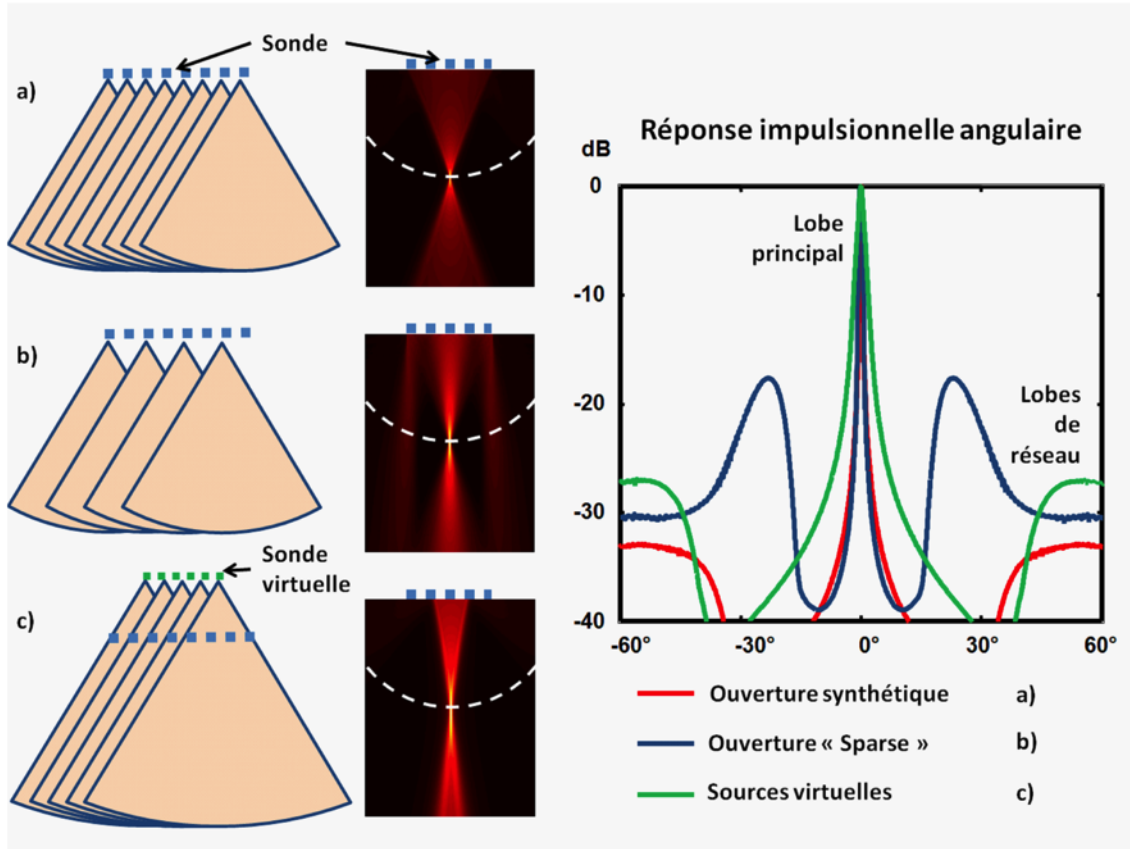 Sonde
a)
b)
Sonde
virtuelle
c)
Réponse impulsionnelle angulaire
dB
0
-10
-20
-30
-40
Lobe
principal
Lobes
de
réseau
-60° -30° 0° 30° 60°
Ouverture synthétique a)
Ouverture « Sparse » b)
Sources virtuelles c)